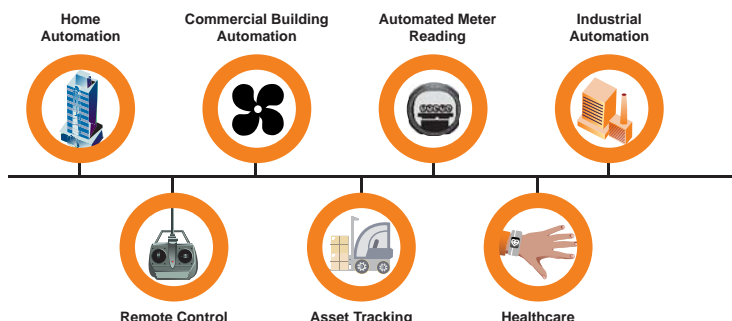 Home
Automation
Commercial Building
Automation
Automated Meter
Reading
Industrial
Automation
Remote Control
Asset Tracking
Healthcare